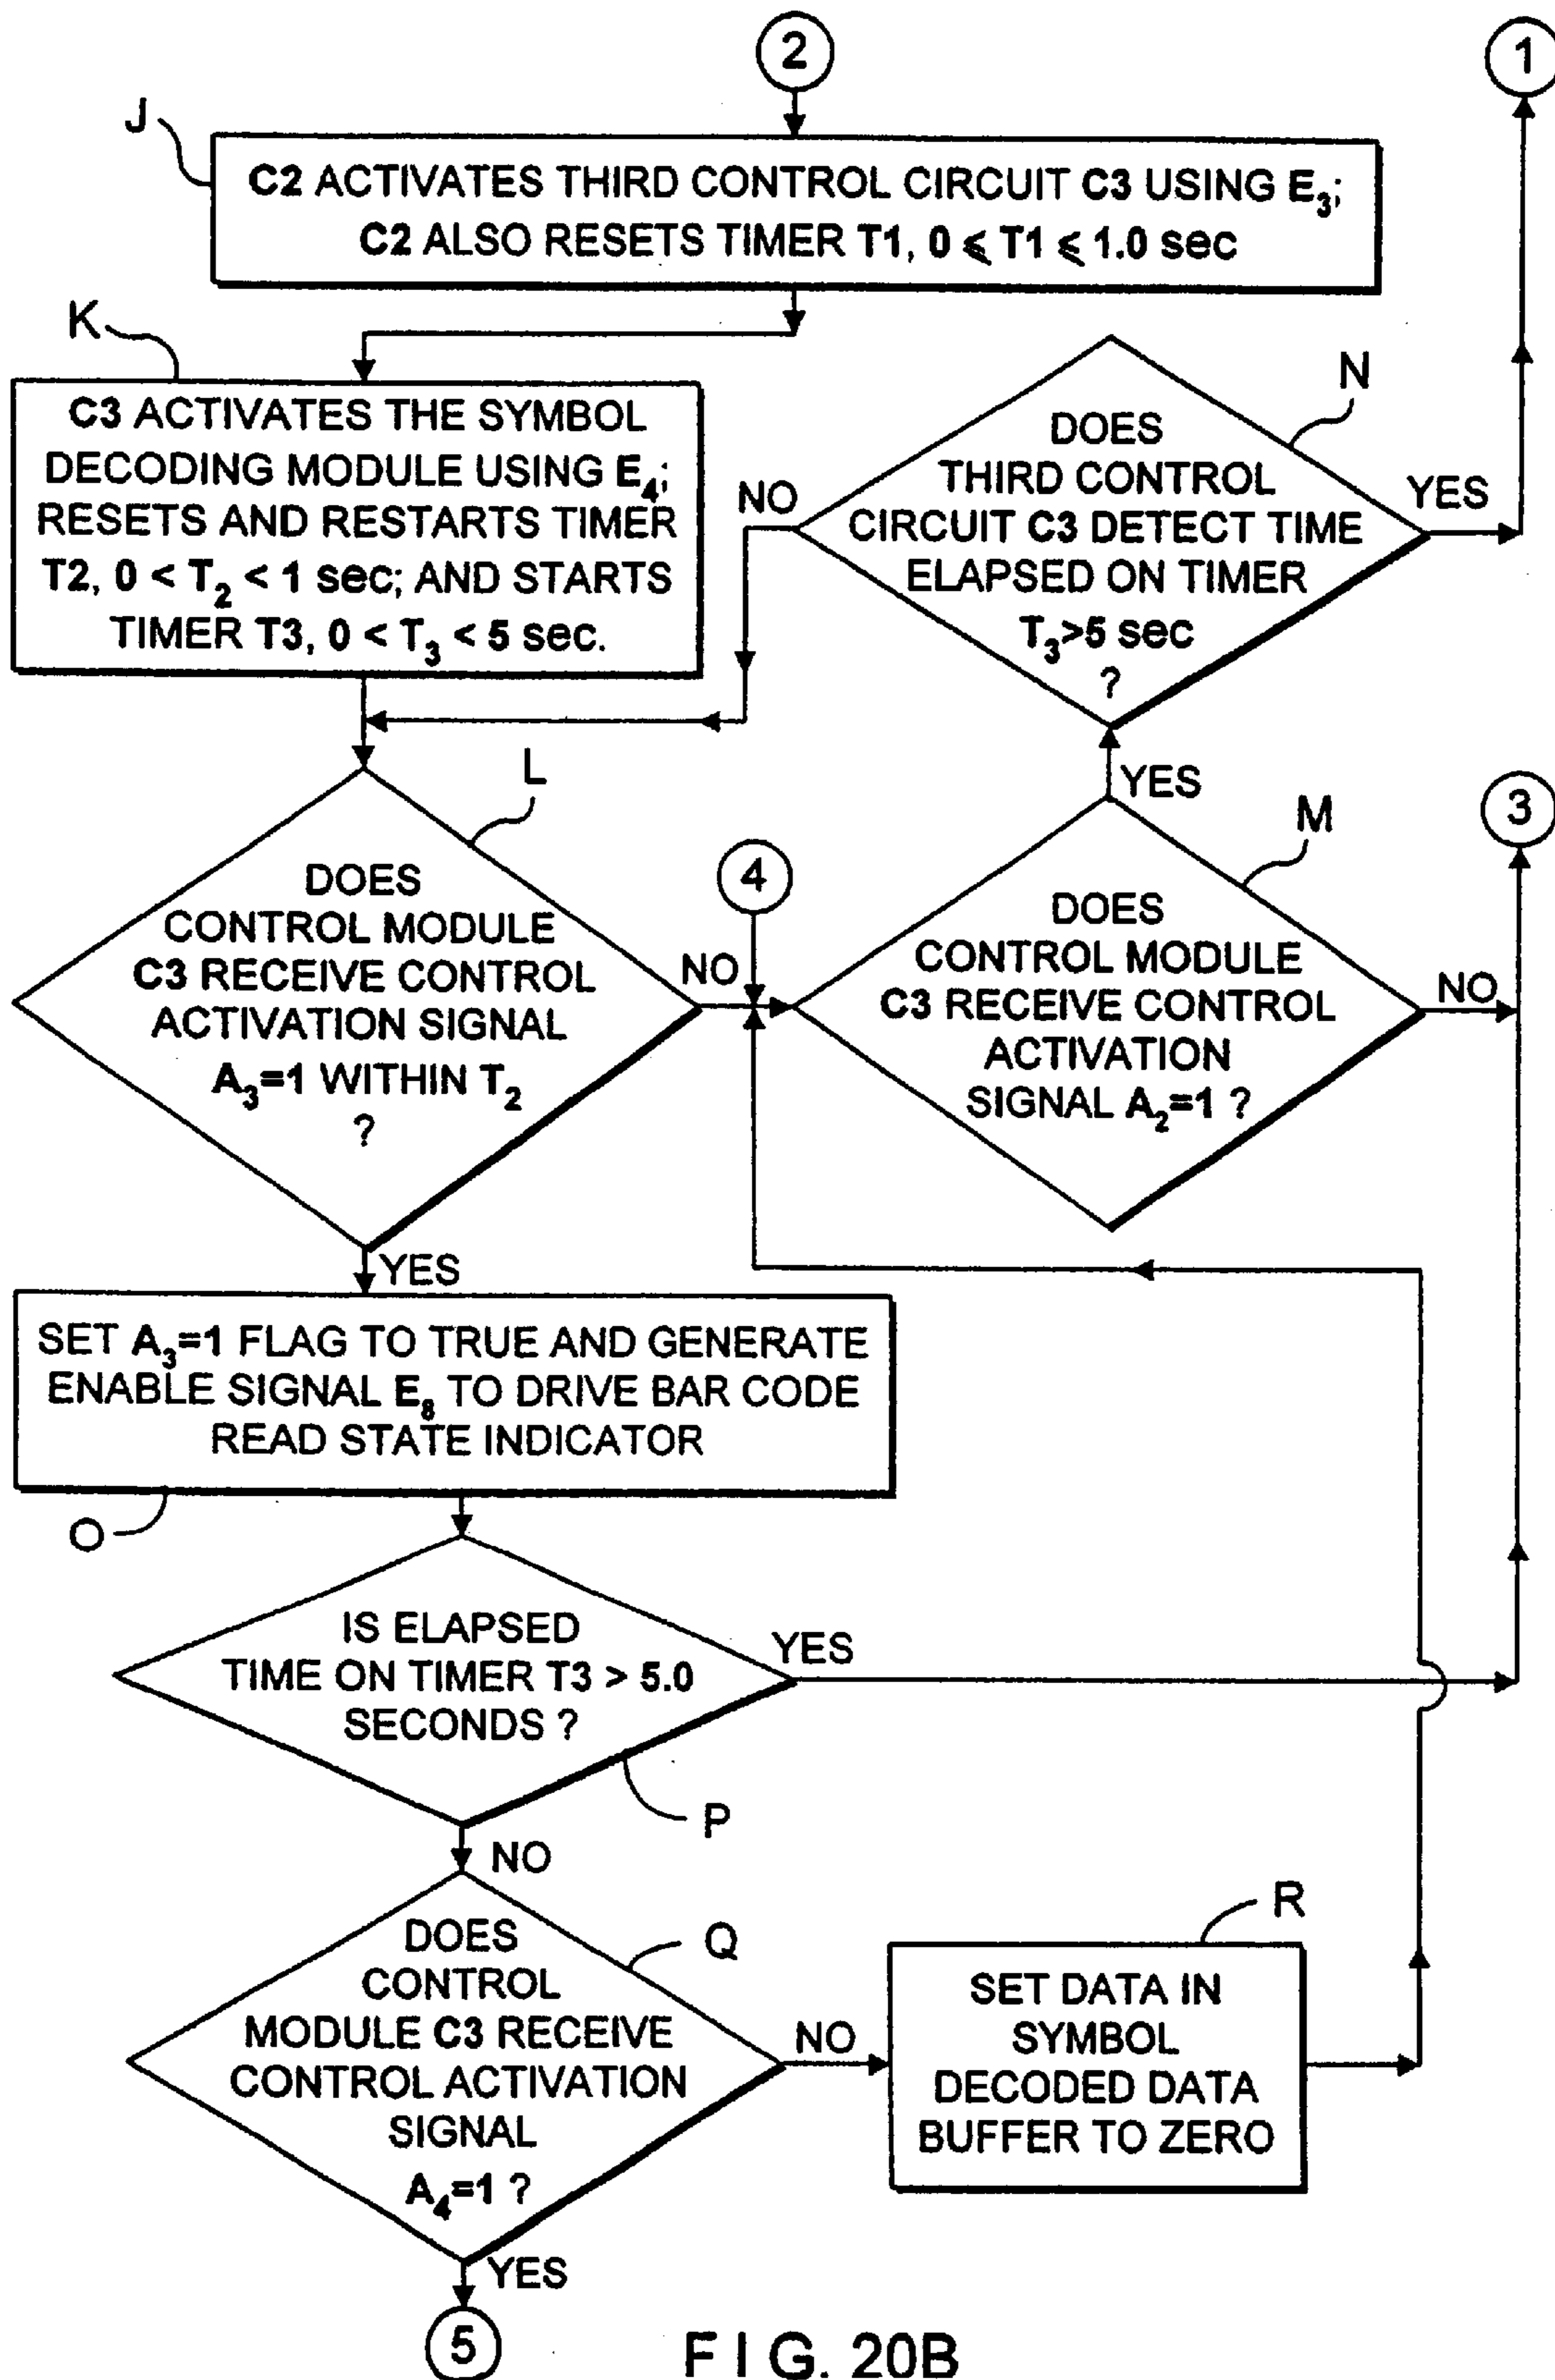 2
1
J
C2 ACTIVATES THIRD CONTROL CIRCUIT C3 USING E₃;
C2 ALSO RESETS TIMER T1, 0 ⩽ T1 ⩽ 1.0 sec
K
C3 ACTIVATES THE SYMBOL
DECODING MODULE USING E₄;
RESETS AND RESTARTS TIMER
T2, 0 < T₂ < 1 sec; AND STARTS
TIMER T3, 0 < T₃ < 5 sec.
N
DOES
THIRD CONTROL
CIRCUIT C3 DETECT TIME
ELAPSED ON TIMER
T₃>5 sec
?
NO
YES
L
DOES
CONTROL MODULE
C3 RECEIVE CONTROL
ACTIVATION SIGNAL
A₃=1 WITHIN T₂
?
NO
YES
4
YES
M
3
DOES
CONTROL MODULE
C3 RECEIVE CONTROL
ACTIVATION
SIGNAL A₂=1 ?
NO
SET A₃=1 FLAG TO TRUE AND GENERATE
ENABLE SIGNAL E₈ TO DRIVE BAR CODE
READ STATE INDICATOR
O
IS ELAPSED
TIME ON TIMER T3 > 5.0
SECONDS ?
YES
P
NO
DOES
CONTROL
MODULE C3 RECEIVE
CONTROL ACTIVATION
SIGNAL
A₄=1 ?
Q
NO
R
SET DATA IN
SYMBOL
DECODED DATA
BUFFER TO ZERO
YES
5
FIG. 20B